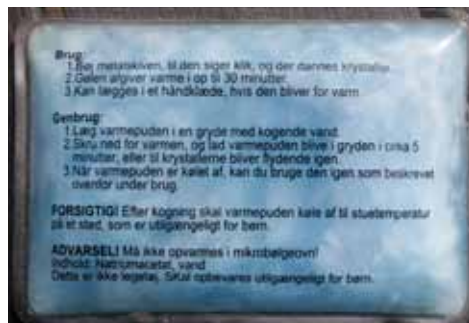 Brug:
1.Bøj metalskiven, til den siger klik, og der dannes krystaller.
2.Gelen afgiver varme i op til 30 minutter.
3.Kan lægges i et håndklæde, hvis den bliver for varm.
Genbrug:
1.Læg varmepuden i en gryde med kogende vand.
2.Skru ned for varmen, og lad varmepuden blive i gryden i cirka 5
minutter, eller til krystallerne bliver flydende igen.
3.Når varmepuden er kølet af, kan du bruge den igen som beskrevet
ovenfor under brug.
FORSIGTIG! Efter kogning skal varmepuden køle af til stuetemperatur
på et sted, som er utilgængeligt for børn.
ADVARSEL! Må ikke opvarmes i mikrobølgeovn!
Indhold: Natriumacetat, vand
Dette er ikke legetøj. Skal opbevares utilgængeligt for børn.